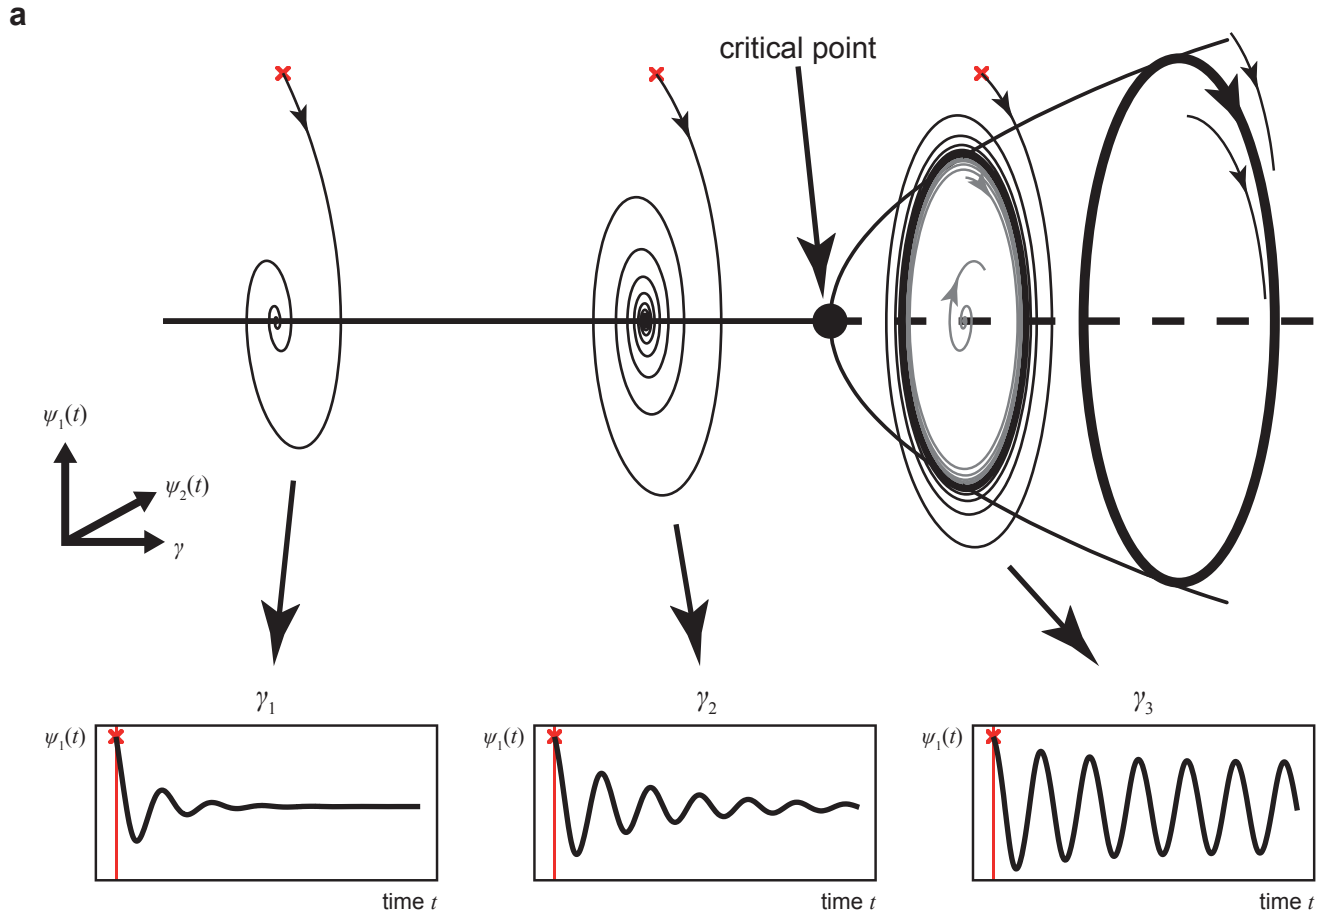 a
critical point
ψ₁(t)
ψ₂(t)
γ
γ₁
γ₂
γ₃
ψ₁(t)
ψ₁(t)
ψ₁(t)
time t
time t
time t